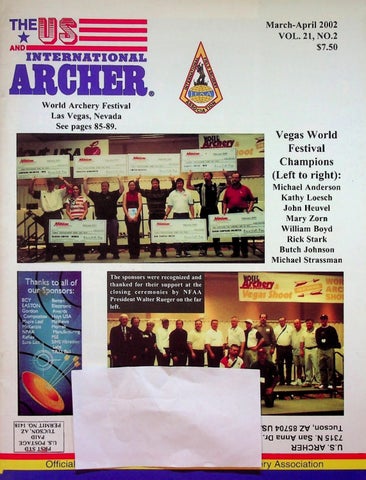 THE US
AND INTERNATIONAL
ARCHER®
March-April 2002
VOL. 21, NO.2
$7.50
World Archery Festival
Las Vegas, Nevada
See pages 85-89.
Vegas World
Festival
Champions
(Left to right):
Michael Anderson
Kathy Loesch
John Heuvel
Mary Zorn
William Boyd
Rick Stark
Butch Johnson
Michael Strassman
Thanks to all of
our Sponsors:
BCY
EASTON
The sponsors were recognized and
thanked for their support at the
closing ceremonies by NFAA
President Walter Rueger on the far
left.
Archery
Vegas Shoot
U.S. ARCHER
7315 N. San Anna Dr.
Tucson, AZ 85704 US
FIRST STD
U.S. POSTAGE
PAID
TUCSON, AZ
PERMIT NO. 1418
Official
ery Association